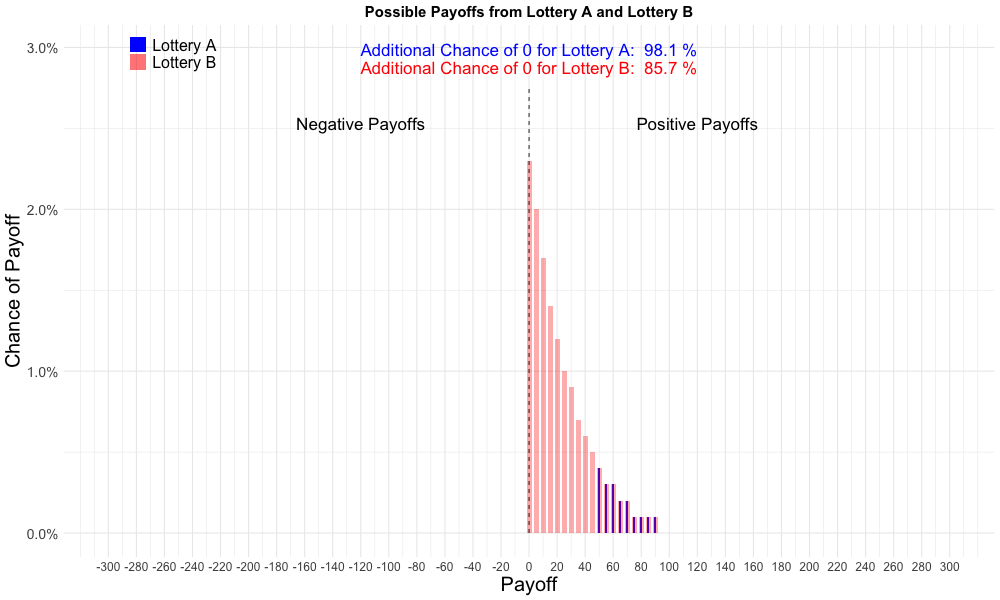 Possible Payoffs from Lottery A and Lottery B
Lottery A
Lottery B
Additional Chance of 0 for Lottery A: 98.1 %
Additional Chance of 0 for Lottery B: 85.7 %
Negative Payoffs
Positive Payoffs
Chance of Payoff
3.0%
2.0%
1.0%
0.0%
-300 -280 -260 -240 -220 -200 -180 -160 -140 -120 -100 -80 -60 -40 -20 0 20 40 60 80 100 120 140 160 180 200 220 240 260 280 300
Payoff